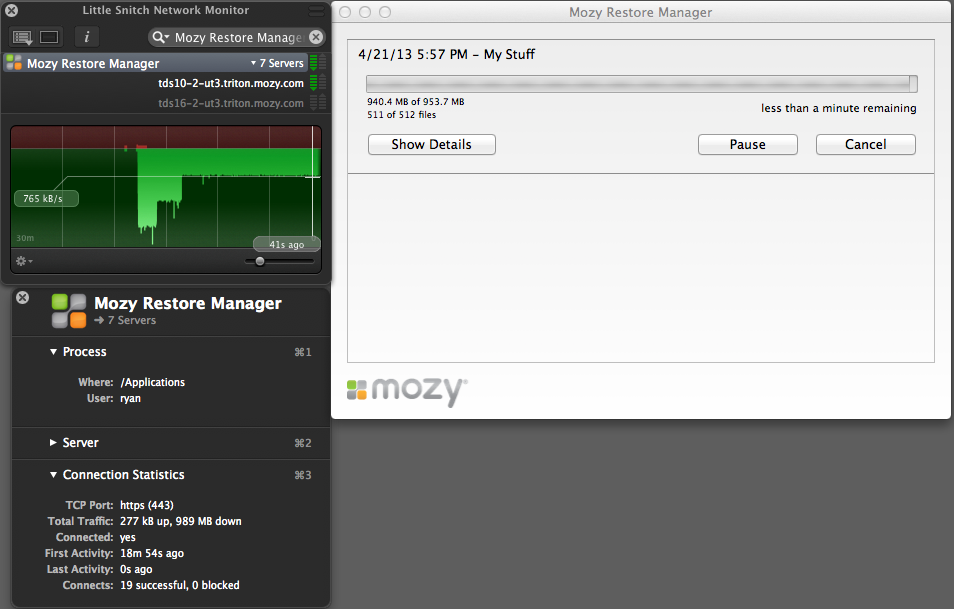 Little Snitch Network Monitor
i
Mozy Restore Manage
Mozy Restore Manager
7 Servers
tds10-2-ut3.triton.mozy.com
tds16-2-ut3.triton.mozy.com
765 kB/s
30m
0
41s ago
Mozy Restore Manager
➔ 7 Servers
Process
⌘1
Where: /Applications
User: ryan
Server
⌘2
Connection Statistics
⌘3
TCP Port: https (443)
Total Traffic: 277 kB up, 989 MB down
Connected: yes
First Activity: 18m 54s ago
Last Activity: 0s ago
Connects: 19 successful, 0 blocked
Mozy Restore Manager
4/21/13 5:57 PM - My Stuff
940.4 MB of 953.7 MB
511 of 512 files
less than a minute remaining
Show Details
Pause
Cancel
mozy®